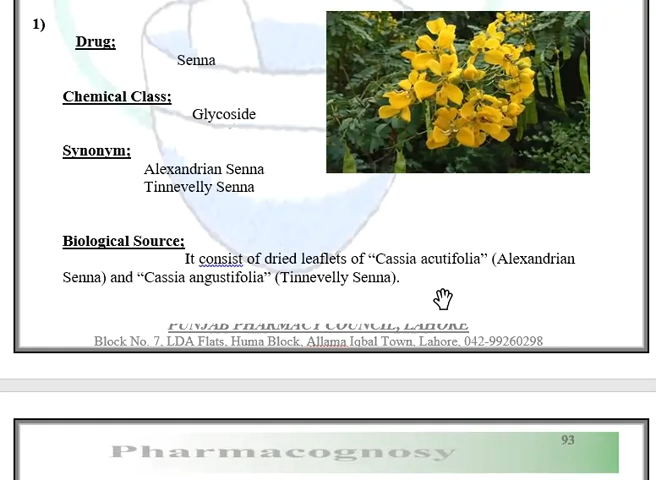 1)
Drug;
Senna
Chemical Class;
Glycoside
Synonym;
Alexandrian Senna
Tinnevelly Senna
Biological Source;
It consist of dried leaflets of “Cassia acutifolia” (Alexandrian
Senna) and “Cassia angustifolia” (Tinnevelly Senna).
PUNJAB PHARMACY COUNCIL, LAHORE
Block No. 7, LDA Flats, Huma Block, Allama Iqbal Town, Lahore, 042-99260298
93
Pharmacognosy